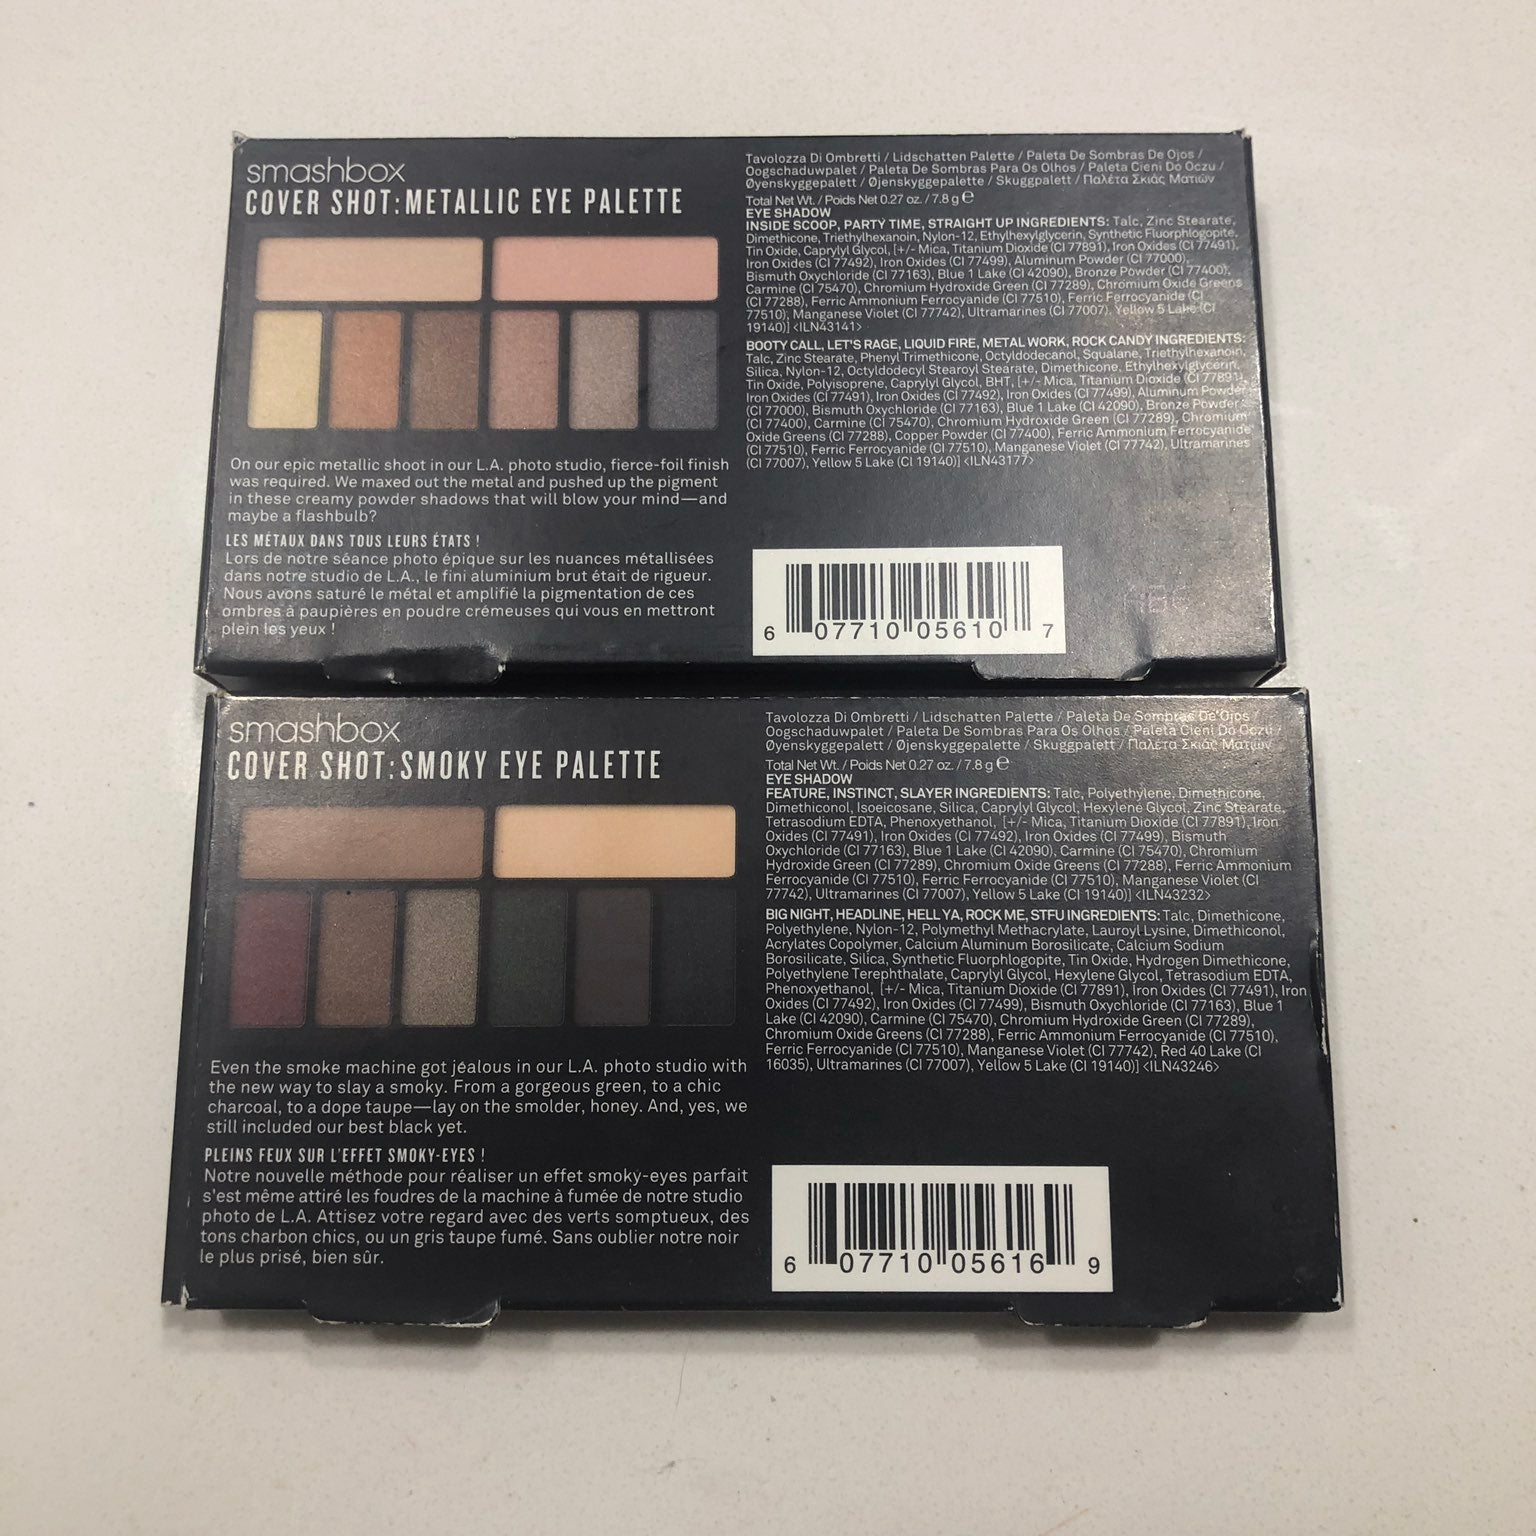 smashbox
COVER SHOT: METALLIC EYE PALETTE
On our epic metallic shoot in our L.A. photo studio, fierce-foil finish
was required. We maxed out the metal and pushed up the pigment
in these creamy powder shadows that will blow your mind—and
maybe a flashbulb?
LES MÉTAUX DANS TOUS LEURS ÉTATS !
Lors de notre séance photo épique sur les nuances métallisées
dans notre studio de L.A., le fini aluminium brut était de rigueur.
Nous avons saturé le métal et amplifié la pigmentation de ces
ombres à paupières en poudre crémeuses qui vous en mettront
plein les yeux !
Tavolozza Di Ombretti / Lidschatten Palette / Paleta De Sombras De Ojos /
Oogschaduwpalet / Paleta De Sombras Para Os Olhos / Paleta Cieni Do Oczu /
Øyenskyggepalett / Øjenskyggepalette / Skuggpalett / Παλέτα Σκιάς Ματιών
Total Net Wt. / Poids Net 0.27 oz. / 7.8 g ℮
EYE SHADOW
INSIDE SCOOP, PARTY TIME, STRAIGHT UP INGREDIENTS: Talc, Zinc Stearate,
Dimethicone, Triethylhexanoin, Nylon-12, Ethylhexylglycerin, Synthetic Fluorphlogopite,
Tin Oxide, Caprylyl Glycol, [+/- Mica, Titanium Dioxide (CI 77891), Iron Oxides (CI 77491),
Iron Oxides (CI 77492), Iron Oxides (CI 77499), Aluminum Powder (CI 77000),
Bismuth Oxychloride (CI 77163), Blue 1 Lake (CI 42090), Bronze Powder (CI 77400),
Carmine (CI 75470), Chromium Hydroxide Green (CI 77289), Chromium Oxide Greens
(CI 77288), Ferric Ammonium Ferrocyanide (CI 77510), Ferric Ferrocyanide (CI
77510), Manganese Violet (CI 77742), Ultramarines (CI 77007), Yellow 5 Lake (CI
19140)] <ILN43141>
BOOTY CALL, LET'S RAGE, LIQUID FIRE, METAL WORK, ROCK CANDY INGREDIENTS:
Talc, Zinc Stearate, Phenyl Trimethicone, Octyldodecanol, Squalane, Triethylhexanoin,
Silica, Nylon-12, Octyldodecyl Stearoyl Stearate, Dimethicone, Ethylhexylglycerin,
Tin Oxide, Polyisoprene, Caprylyl Glycol, BHT, [+/- Mica, Titanium Dioxide (CI 77891),
Iron Oxides (CI 77491), Iron Oxides (CI 77492), Iron Oxides (CI 77499), Aluminum Powder
(CI 77000), Bismuth Oxychloride (CI 77163), Blue 1 Lake (CI 42090), Bronze Powder
(CI 77400), Carmine (CI 75470), Chromium Hydroxide Green (CI 77289), Chromium
Oxide Greens (CI 77288), Copper Powder (CI 77400), Ferric Ammonium Ferrocyanide
(CI 77510), Ferric Ferrocyanide (CI 77510), Manganese Violet (CI 77742), Ultramarines
(CI 77007), Yellow 5 Lake (CI 19140)] <ILN43177>
6 07710 05610 7
smashbox
COVER SHOT: SMOKY EYE PALETTE
Even the smoke machine got jealous in our L.A. photo studio with
the new way to slay a smoky. From a gorgeous green, to a chic
charcoal, to a dope taupe—lay on the smolder, honey. And, yes, we
still included our best black yet.
PLEINS FEUX SUR L'EFFET SMOKY-EYES !
Notre nouvelle méthode pour réaliser un effet smoky-eyes parfait
s'est même attiré les foudres de la machine à fumée de notre studio
photo de L.A. Attisez votre regard avec des verts somptueux, des
tons charbon chics, ou un gris taupe fumé. Sans oublier notre noir
le plus prisé, bien sûr.
Tavolozza Di Ombretti / Lidschatten Palette / Paleta De Sombras De Ojos /
Oogschaduwpalet / Paleta De Sombras Para Os Olhos / Paleta Cieni Do Oczu /
Øyenskyggepalett / Øjenskyggepalette / Skuggpalett / Παλέτα Σκιάς Ματιών
Total Net Wt. / Poids Net 0.27 oz. / 7.8 g ℮
EYE SHADOW
FEATURE, INSTINCT, SLAYER INGREDIENTS: Talc, Polyethylene, Dimethicone,
Dimethiconol, Isoeicosane, Silica, Caprylyl Glycol, Hexylene Glycol, Zinc Stearate,
Tetrasodium EDTA, Phenoxyethanol, [+/- Mica, Titanium Dioxide (CI 77891), Iron
Oxides (CI 77491), Iron Oxides (CI 77492), Iron Oxides (CI 77499), Bismuth
Oxychloride (CI 77163), Blue 1 Lake (CI 42090), Carmine (CI 75470), Chromium
Hydroxide Green (CI 77289), Chromium Oxide Greens (CI 77288), Ferric Ammonium
Ferrocyanide (CI 77510), Ferric Ferrocyanide (CI 77510), Manganese Violet (CI
77742), Ultramarines (CI 77007), Yellow 5 Lake (CI 19140)] <ILN43232>
BIG NIGHT, HEADLINE, HELL YA, ROCK ME, STFU INGREDIENTS: Talc, Dimethicone,
Polyethylene, Nylon-12, Polymethyl Methacrylate, Lauroyl Lysine, Dimethiconol,
Acrylates Copolymer, Calcium Aluminum Borosilicate, Calcium Sodium
Borosilicate, Silica, Synthetic Fluorphlogopite, Tin Oxide, Hydrogen Dimethicone,
Polyethylene Terephthalate, Caprylyl Glycol, Hexylene Glycol, Tetrasodium EDTA,
Phenoxyethanol, [+/- Mica, Titanium Dioxide (CI 77891), Iron Oxides (CI 77491), Iron
Oxides (CI 77492), Iron Oxides (CI 77499), Bismuth Oxychloride (CI 77163), Blue 1
Lake (CI 42090), Carmine (CI 75470), Chromium Hydroxide Green (CI 77289),
Chromium Oxide Greens (CI 77288), Ferric Ammonium Ferrocyanide (CI 77510),
Ferric Ferrocyanide (CI 77510), Manganese Violet (CI 77742), Red 40 Lake (CI
16035), Ultramarines (CI 77007), Yellow 5 Lake (CI 19140)] <ILN43246>
6 07710 05616 9